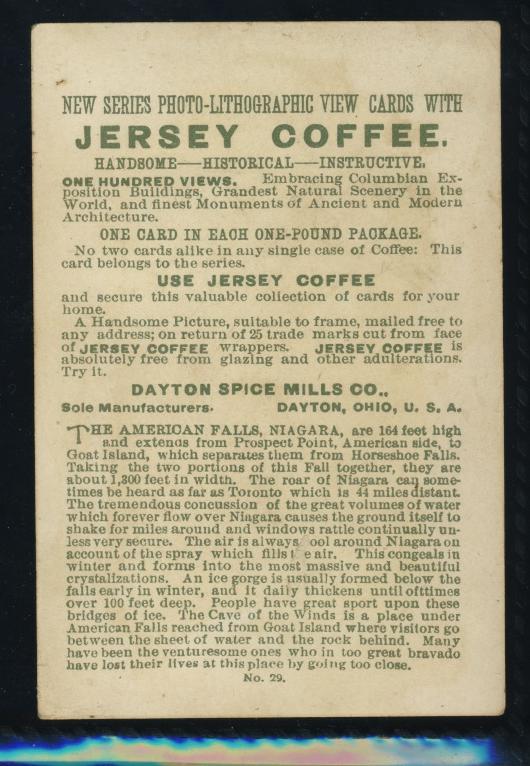 NEW SERIES PHOTO-LITHOGRAPHIC VIEW CARDS WITH
JERSEY COFFEE.
HANDSOME—HISTORICAL—INSTRUCTIVE.
ONE HUNDRED VIEWS. Embracing Columbian Ex-
position Buildings, Grandest Natural Scenery in the
World, and finest Monuments of Ancient and Modern
Architecture.
ONE CARD IN EACH ONE-POUND PACKAGE.
No two cards alike in any single case of Coffee: This
card belongs to the series.
USE JERSEY COFFEE
and secure this valuable collection of cards for your
home.
A Handsome Picture, suitable to frame, mailed free to
any address; on return of 25 trade marks cut from face
of JERSEY COFFEE wrappers. JERSEY COFFEE is
absolutely free from glazing and other adulterations.
Try it.
DAYTON SPICE MILLS CO.,
Sole Manufacturers. DAYTON, OHIO, U. S. A.
THE AMERICAN FALLS, NIAGARA, are 164 feet high
and extends from Prospect Point, American side, to
Goat Island, which separates them from Horseshoe Falls.
Taking the two portions of this Fall together, they are
about 1,300 feet in width. The roar of Niagara can some-
times be heard as far as Toronto which is 44 miles distant.
The tremendous concussion of the great volumes of water
which forever flow over Niagara causes the ground itself to
shake for miles around and windows rattle continually un-
less very secure. The air is always ool around Niagara on
account of the spray which fills t e air. This congeals in
winter and forms into the most massive and beautiful
crystalizations. An ice gorge is usually formed below the
falls early in winter, and it daily thickens until ofttimes
over 100 feet deep. People have great sport upon these
bridges of ice. The Cave of the Winds is a place under
American Falls reached from Goat Island where visitors go
between the sheet of water and the rock behind. Many
have been the venturesome ones who in too great bravado
have lost their lives at this place by going too close.
No. 29.